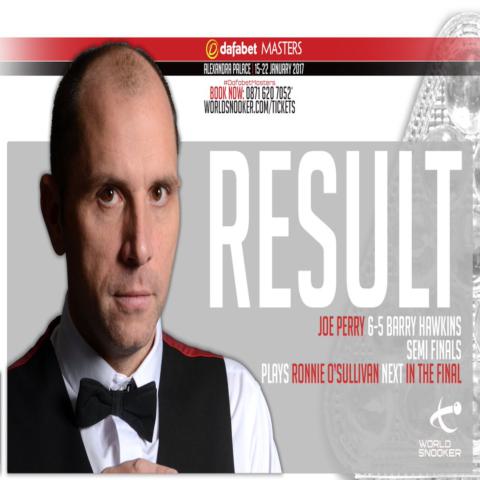 dafabet MASTERS
ALEXANDRA PALACE | 15-22 JANUARY 2017
#DafabetMasters
BOOK NOW: 0871 620 7052*
WORLDSNOOKER.COM/TICKETS
RESULT
JOE PERRY 6-5 BARRY HAWKINS
SEMI FINALS
PLAYS RONNIE O'SULLIVAN NEXT IN THE FINAL
WORLD
SNOOKER